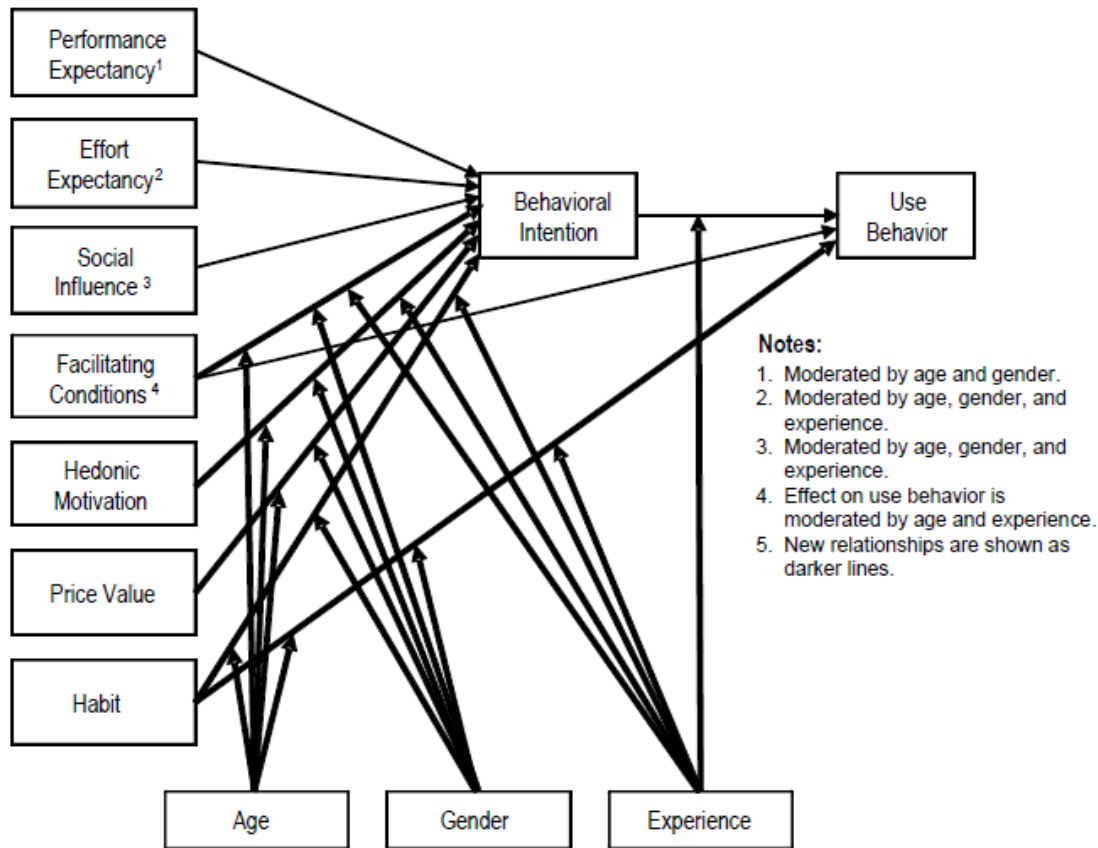 Performance
Expectancy1
Effort
Expectancy2
Social
Influence 3
Facilitating
Conditions 4
Hedonic
Motivation
Price Value
Habit
Behavioral
Intention
Use
Behavior
Notes:
1. Moderated by age and gender.
2. Moderated by age, gender, and
experience.
3. Moderated by age, gender, and
experience.
4. Effect on use behavior is
moderated by age and experience.
5. New relationships are shown as
darker lines.
Age
Gender
Experience